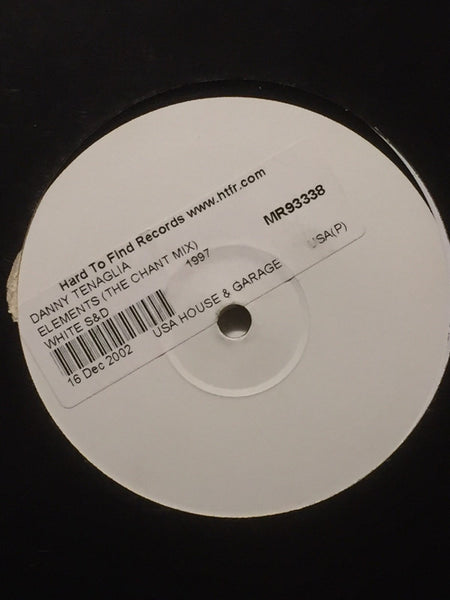 Hard To Find Records www.htfr.com
DANNY TENAGLIA MR93338
ELEMENTS (THE CHANT MIX)
WHITE S&D 1997 USA(P)
USA HOUSE & GARAGE
16 Dec 2002